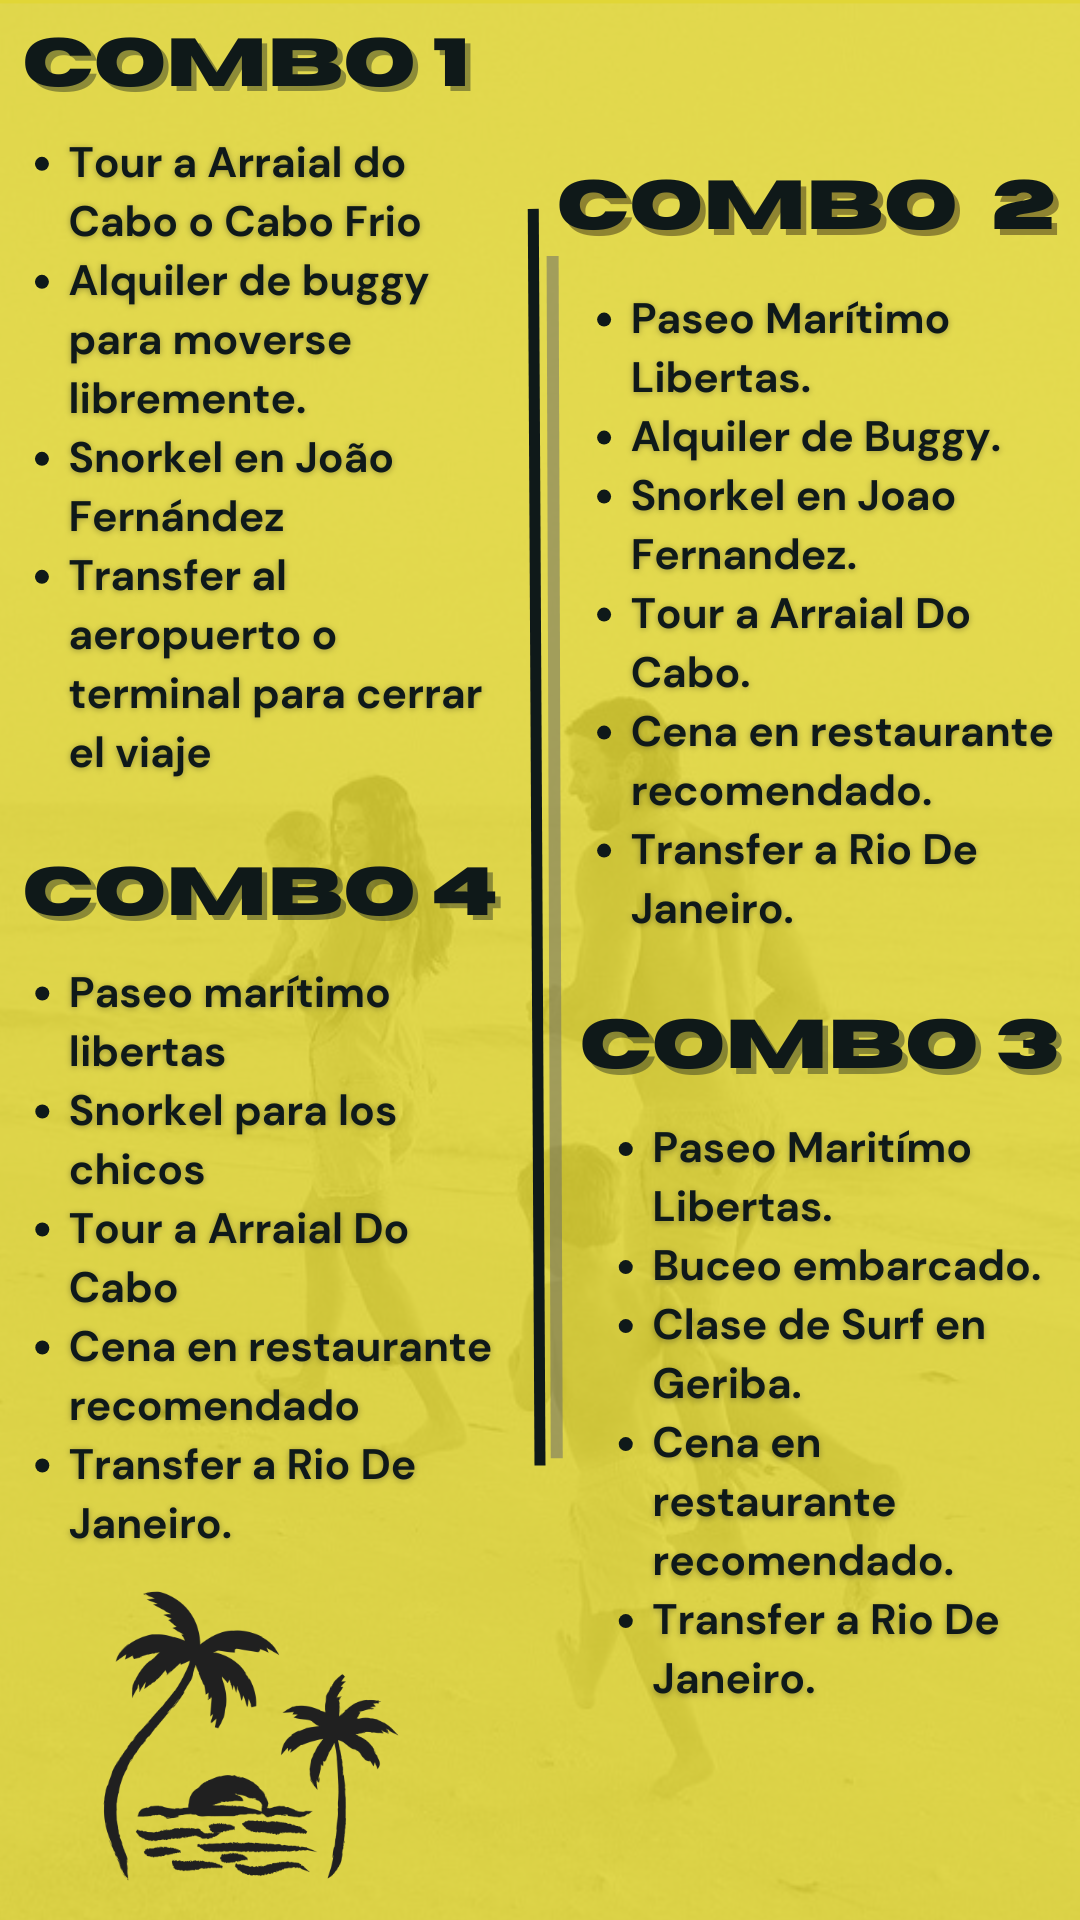 COMBO 1
• Tour a Arraial do
Cabo o Cabo Frio
• Alquiler de buggy
para moverse
libremente.
• Snorkel en João
Fernández
• Transfer al
aeropuerto o
terminal para cerrar
el viaje
COMBO 2
• Paseo Marítimo
Libertas.
• Alquiler de Buggy.
• Snorkel en Joao
Fernandez.
• Tour a Arraial Do
Cabo.
• Cena en restaurante
recomendado.
• Transfer a Rio De
Janeiro.
COMBO 3
• Paseo Maritímo
Libertas.
• Buceo embarcado.
• Clase de Surf en
Geriba.
• Cena en
restaurante
recomendado.
• Transfer a Rio De
Janeiro.
COMBO 4
• Paseo marítimo
libertas
• Snorkel para los
chicos
• Tour a Arraial Do
Cabo
• Cena en restaurante
recomendado
• Transfer a Rio De
Janeiro.